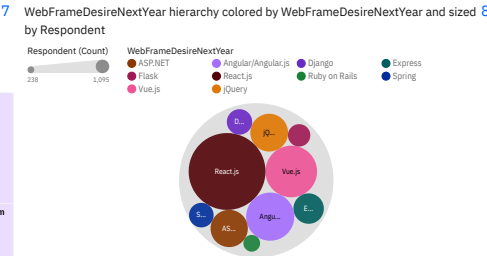 7 WebFrameDesireNextYear hierarchy colored by WebFrameDesireNextYear and sized 8
by Respondent
Respondent (Count) WebFrameDesireNextYear
238 1,095
ASP.NET Angular/Angular.js Django Express
Flask React.js Ruby on Rails Spring
Vue.js jQuery
D... jQ...
React.js Vue.js
S... AS... Angu... E...
m